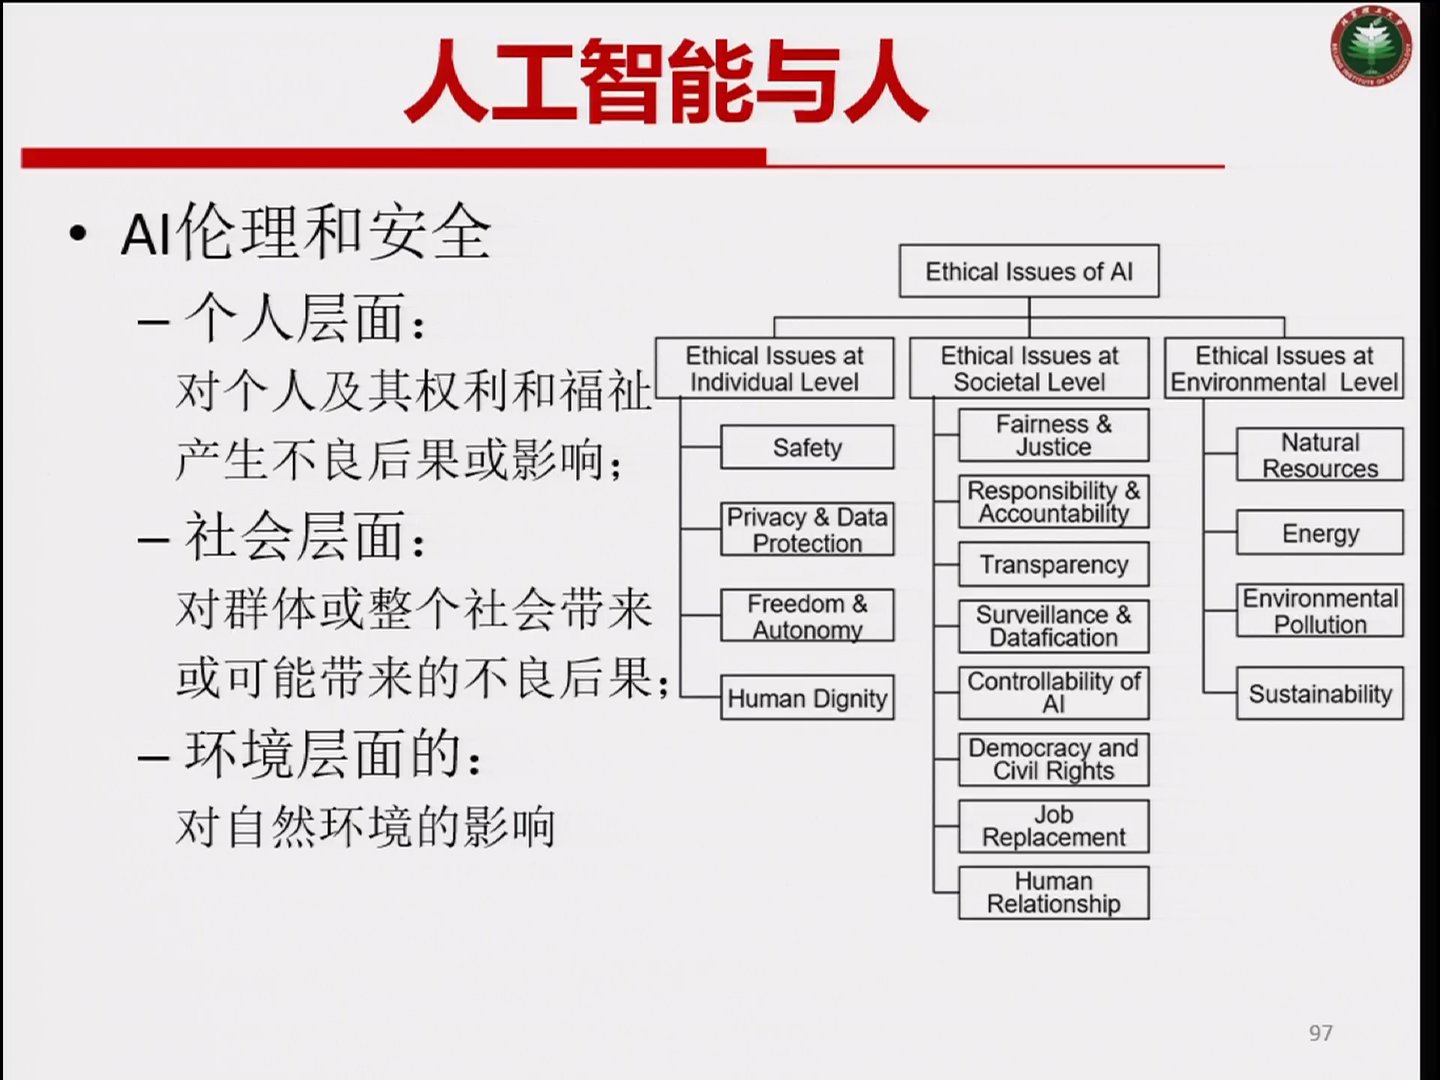 人工智能与人
• AI伦理和安全
– 个人层面：
对个人及其权利和福祉
产生不良后果或影响；
– 社会层面：
对群体或整个社会带来
或可能带来的不良后果；
– 环境层面的：
对自然环境的影响
Ethical Issues of AI
Ethical Issues at
Individual Level
Safety
Privacy & Data
Protection
Freedom &
Autonomy
Human Dignity
Ethical Issues at
Societal Level
Fairness &
Justice
Responsibility &
Accountability
Transparency
Surveillance &
Datafication
Controllability of
AI
Democracy and
Civil Rights
Job
Replacement
Human
Relationship
Ethical Issues at
Environmental Level
Natural
Resources
Energy
Environmental
Pollution
Sustainability
97